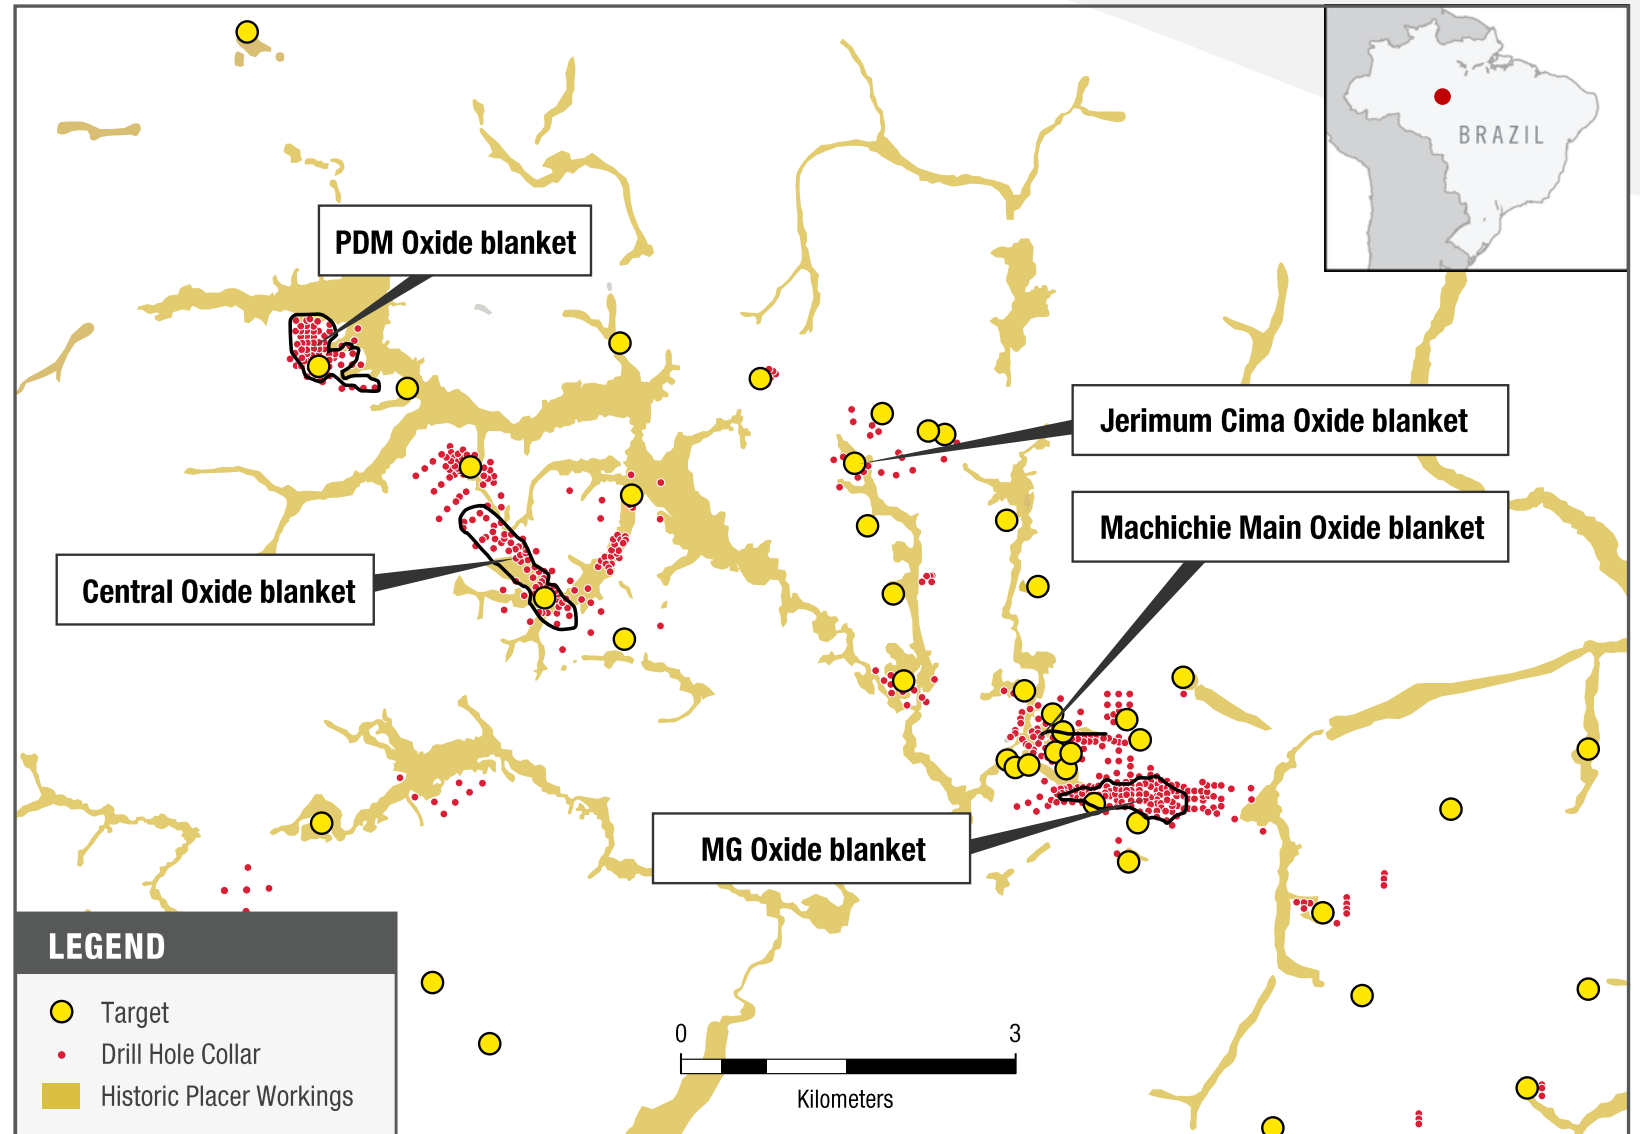 BRAZIL
PDM Oxide blanket
Jerimum Cima Oxide blanket
Machichie Main Oxide blanket
Central Oxide blanket
MG Oxide blanket
LEGEND
Target
Drill Hole Collar
Historic Placer Workings
0 3
Kilometers